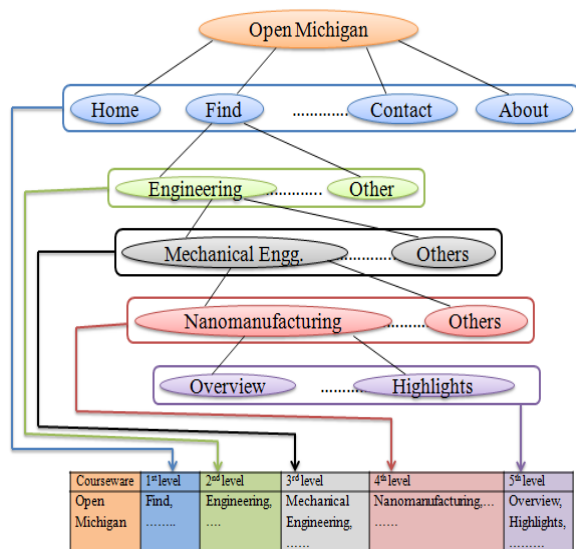 Open Michigan
Home Find ............. Contact About
Engineering ............ Other
Mechanical Engg. ............. Others
Nanomanufacturing .......... Others
Overview ........... Highlights
Courseware 1st level 2nd level 3rd level 4th level 5th level
Open Find, Engineering, Mechanical Nanomanufacturing,... Overview,
Michigan ........ .... Engineering, ...... Highlights,
...... .........